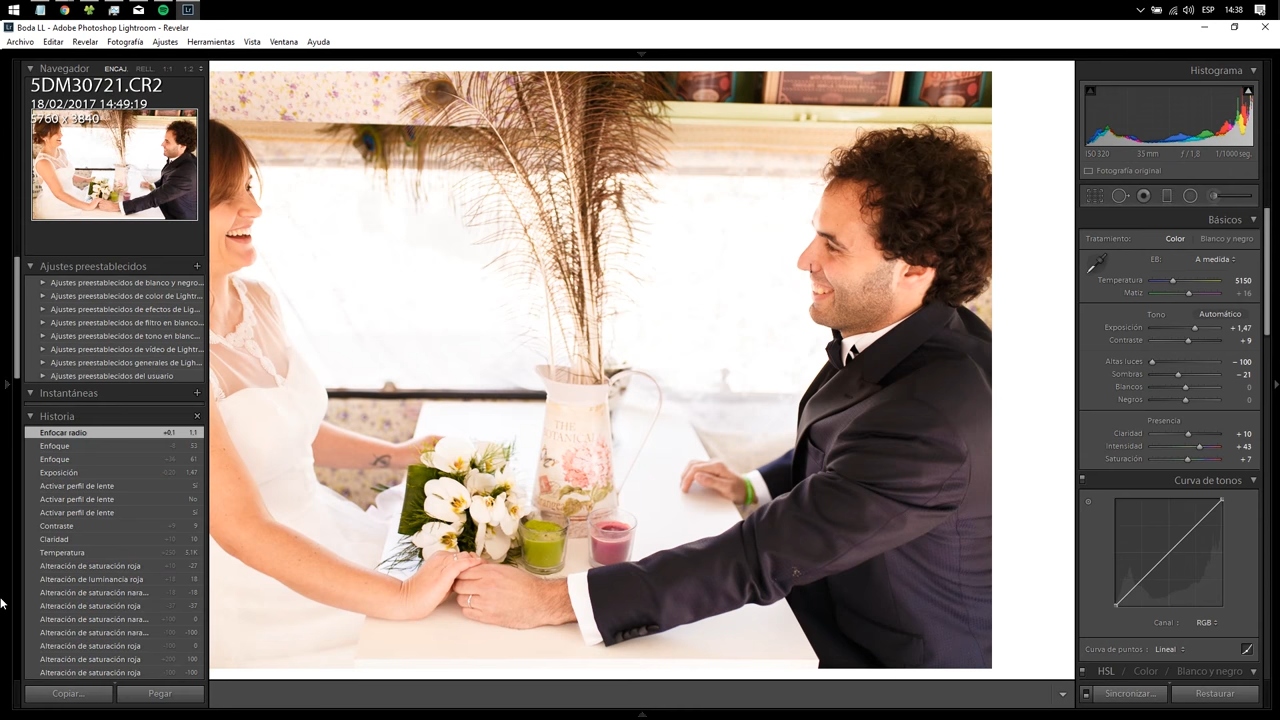 ESP 14:38
Boda LL - Adobe Photoshop Lightroom - Revelar
Archivo Editar Revelar Fotografía Ajustes Herramientas Vista Ventana Ayuda
Navegador ENCAJ. RELL. 1:1 1:2
5DM30721.CR2
18/02/2017 14:49:19
5760 x 3840
Ajustes preestablecidos
Ajustes preestablecidos de blanco y negro...
Ajustes preestablecidos de color de Lightr...
Ajustes preestablecidos de efectos de Lig...
Ajustes preestablecidos de filtro en blanco...
Ajustes preestablecidos de tono en blanc...
Ajustes preestablecidos de vídeo de Lightr...
Ajustes preestablecidos generales de Ligh...
Ajustes preestablecidos del usuario
Instantáneas
Historia
Enfocar radio +0,1 1,1
Enfoque 53
Enfoque 61
Exposición 1,47
Activar perfil de lente Sí
Activar perfil de lente No
Activar perfil de lente Sí
Contraste 9
Claridad 10
Temperatura 5,1K
Alteración de saturación roja -27
Alteración de luminancia roja 18
Alteración de saturación nara... -18
Alteración de saturación roja -37
Alteración de saturación nara... 0
Alteración de saturación nara... -100
Alteración de saturación roja 0
Alteración de saturación roja 100
Alteración de saturación roja -100
Copiar... Pegar
THE
BOTANICAL
Histograma
ISO 320 35 mm ƒ / 1,8 1/1000 seg.
Fotografía original
Básicos
Tratamiento: Color Blanco y negro
EB: A medida
Temperatura 5150
Matiz + 16
Tono Automático
Exposición + 1,47
Contraste + 9
Altas luces – 100
Sombras – 21
Blancos 0
Negros 0
Presencia
Claridad + 10
Intensidad + 43
Saturación + 7
Curva de tonos
Canal : RGB
Curva de puntos : Lineal
HSL / Color / Blanco y negro
Sincronizar... Restaurar